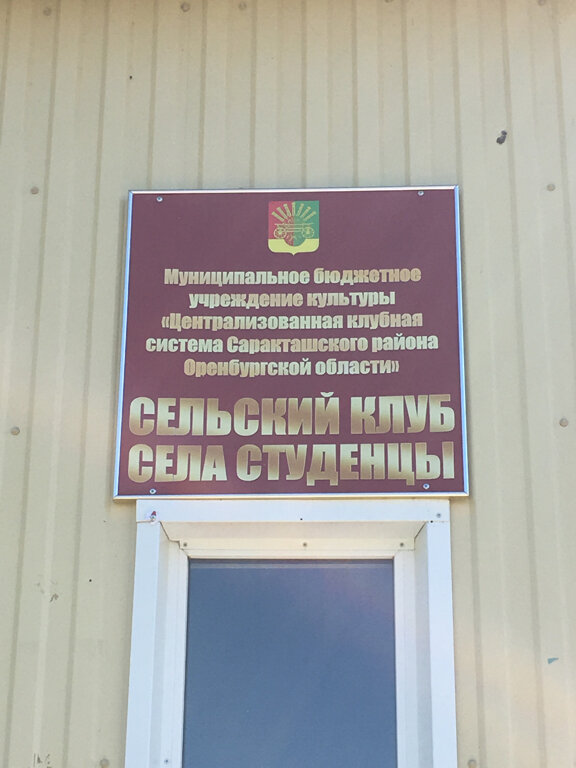 Муниципальное бюджетное
учреждение культуры
«Централизованная клубная
система Саракташского района
Оренбургской области»
СЕЛЬСКИЙ КЛУБ
СЕЛА СТУДЕНЦЫ